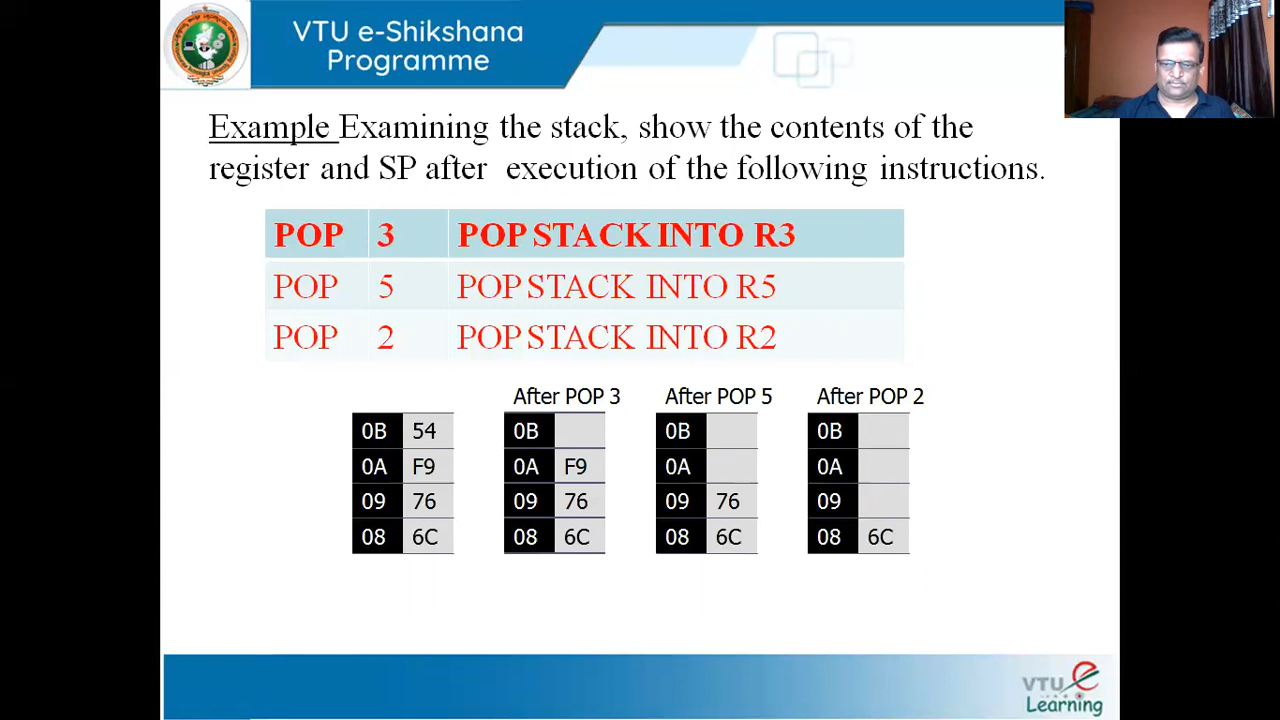 VTU e-Shikshana
Programme
Example Examining the stack, show the contents of the
register and SP after execution of the following instructions.
POP 3 POP STACK INTO R3
POP 5 POP STACK INTO R5
POP 2 POP STACK INTO R2
After POP 3 After POP 5 After POP 2
0B 54 0B 0B 0B
0A F9 0A F9 0A 0A
09 76 09 76 09 76 09
08 6C 08 6C 08 6C 08 6C
VTU e
Learning